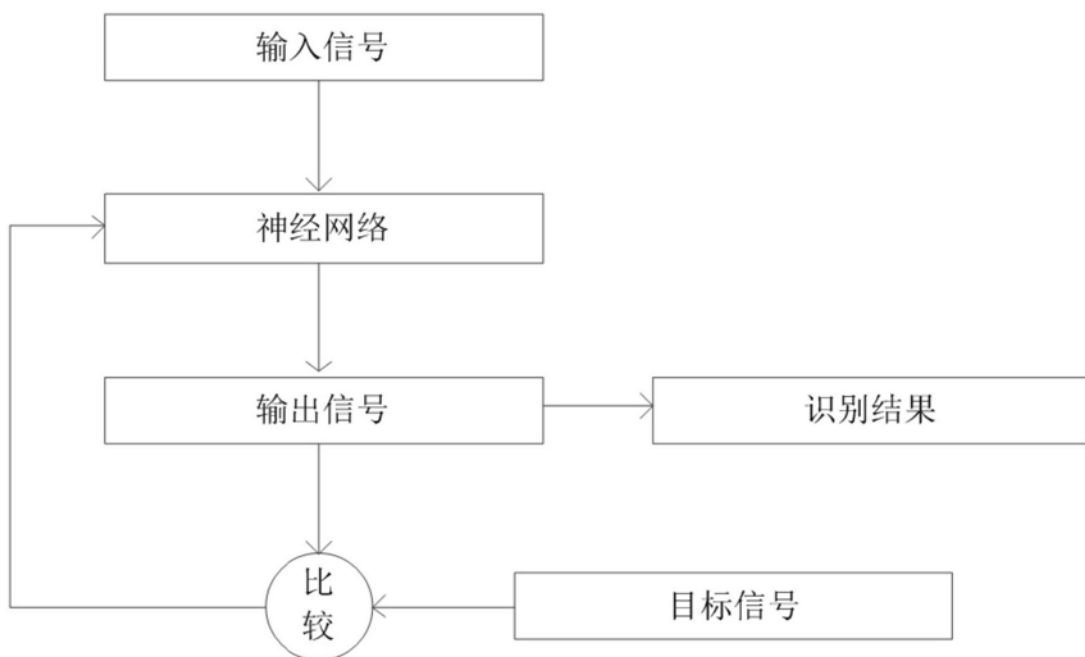 输入信号
神经网络
输出信号
识别结果
比
较
目标信号